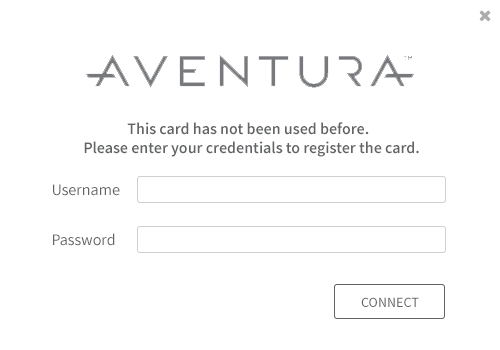 AVENTURA™
This card has not been used before.
Please enter your credentials to register the card.
Username
Password
CONNECT